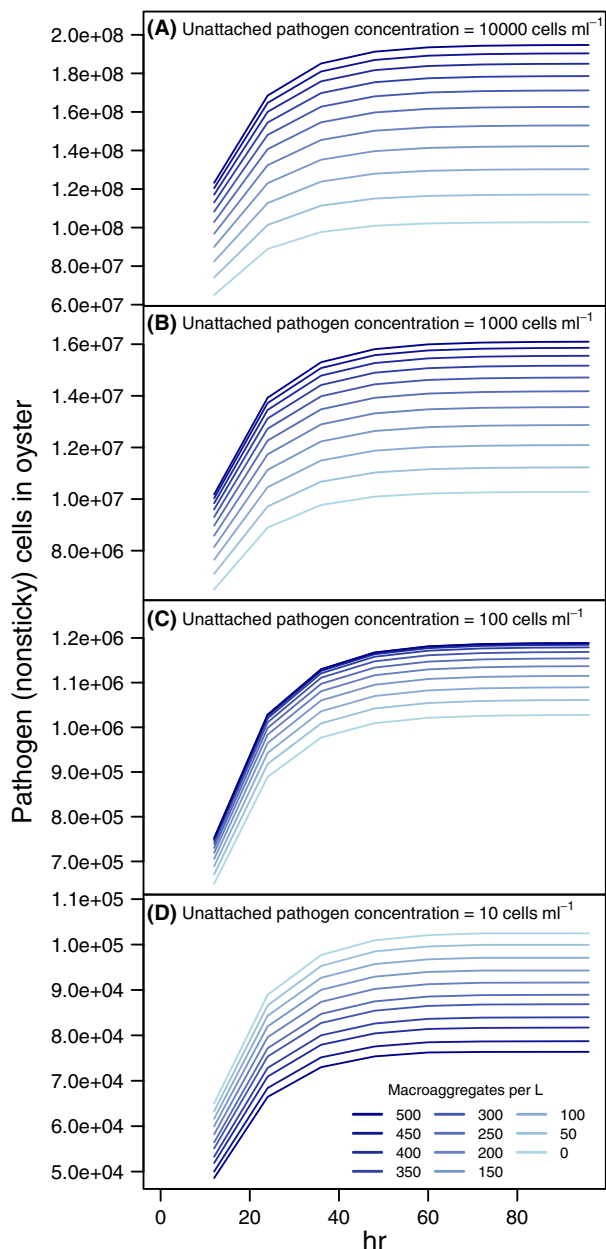 (A) Unattached pathogen concentration = 10000 cells ml⁻¹
2.0e+08
1.8e+08
1.6e+08
1.4e+08
1.2e+08
1.0e+08
8.0e+07
6.0e+07
(B) Unattached pathogen concentration = 1000 cells ml⁻¹
1.6e+07
1.4e+07
1.2e+07
1.0e+07
8.0e+06
(C) Unattached pathogen concentration = 100 cells ml⁻¹
1.2e+06
1.1e+06
1.0e+06
9.0e+05
8.0e+05
7.0e+05
(D) Unattached pathogen concentration = 10 cells ml⁻¹
1.1e+05
1.0e+05
9.0e+04
8.0e+04
7.0e+04
6.0e+04
5.0e+04
Pathogen (nonsticky) cells in oyster
Macroaggregates per L
500 300 100
450 250 50
400 200 0
350 150
0 20 40 60 80
hr